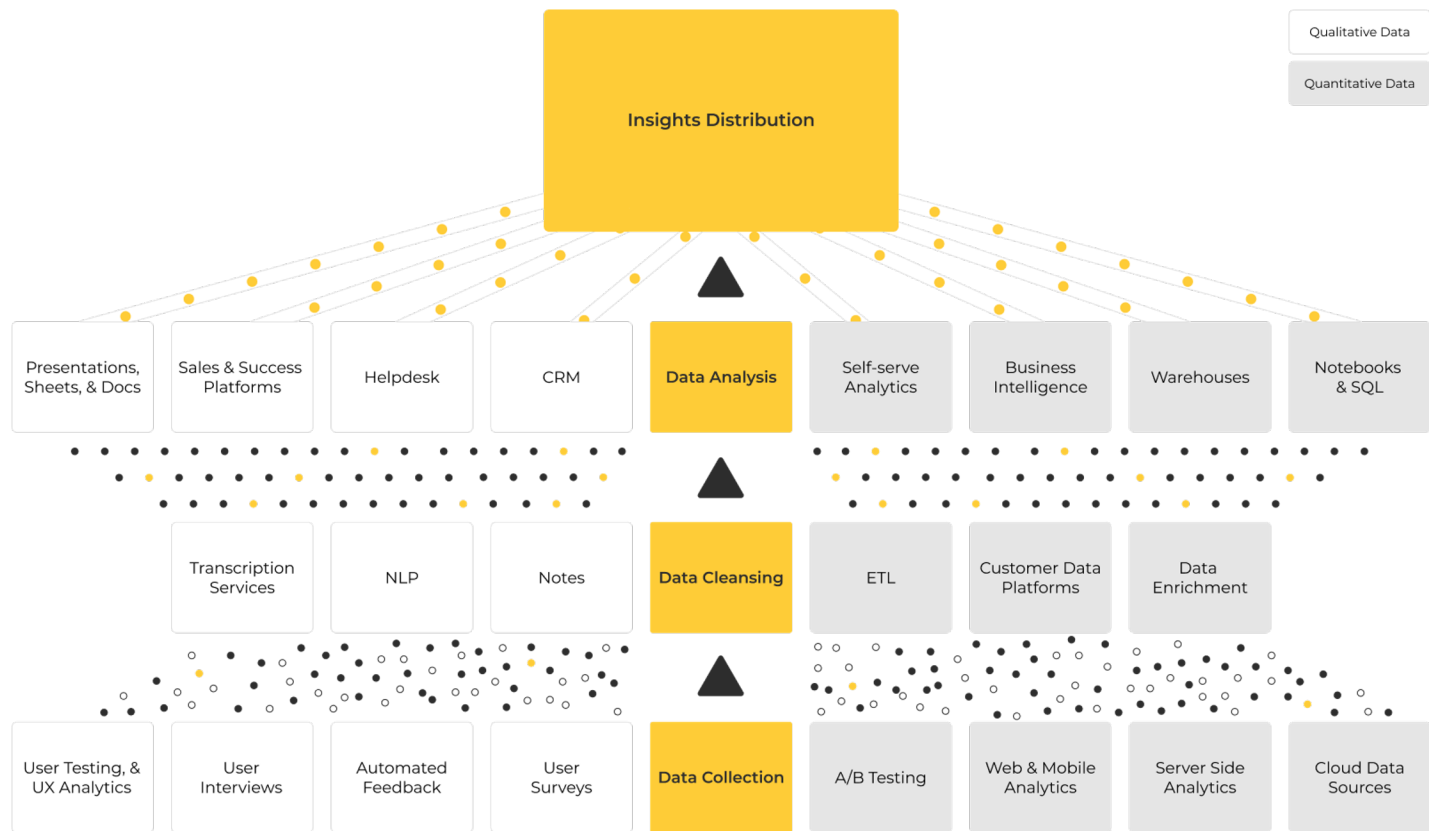 Qualitative Data
Quantitative Data
Insights Distribution
Presentations,
Sheets, & Docs
Sales & Success
Platforms
Helpdesk
CRM
Data Analysis
Self-serve
Analytics
Business
Intelligence
Warehouses
Notebooks
& SQL
Transcription
Services
NLP
Notes
Data Cleansing
ETL
Customer Data
Platforms
Data
Enrichment
User Testing, &
UX Analytics
User
Interviews
Automated
Feedback
User
Surveys
Data Collection
A/B Testing
Web & Mobile
Analytics
Server Side
Analytics
Cloud Data
Sources